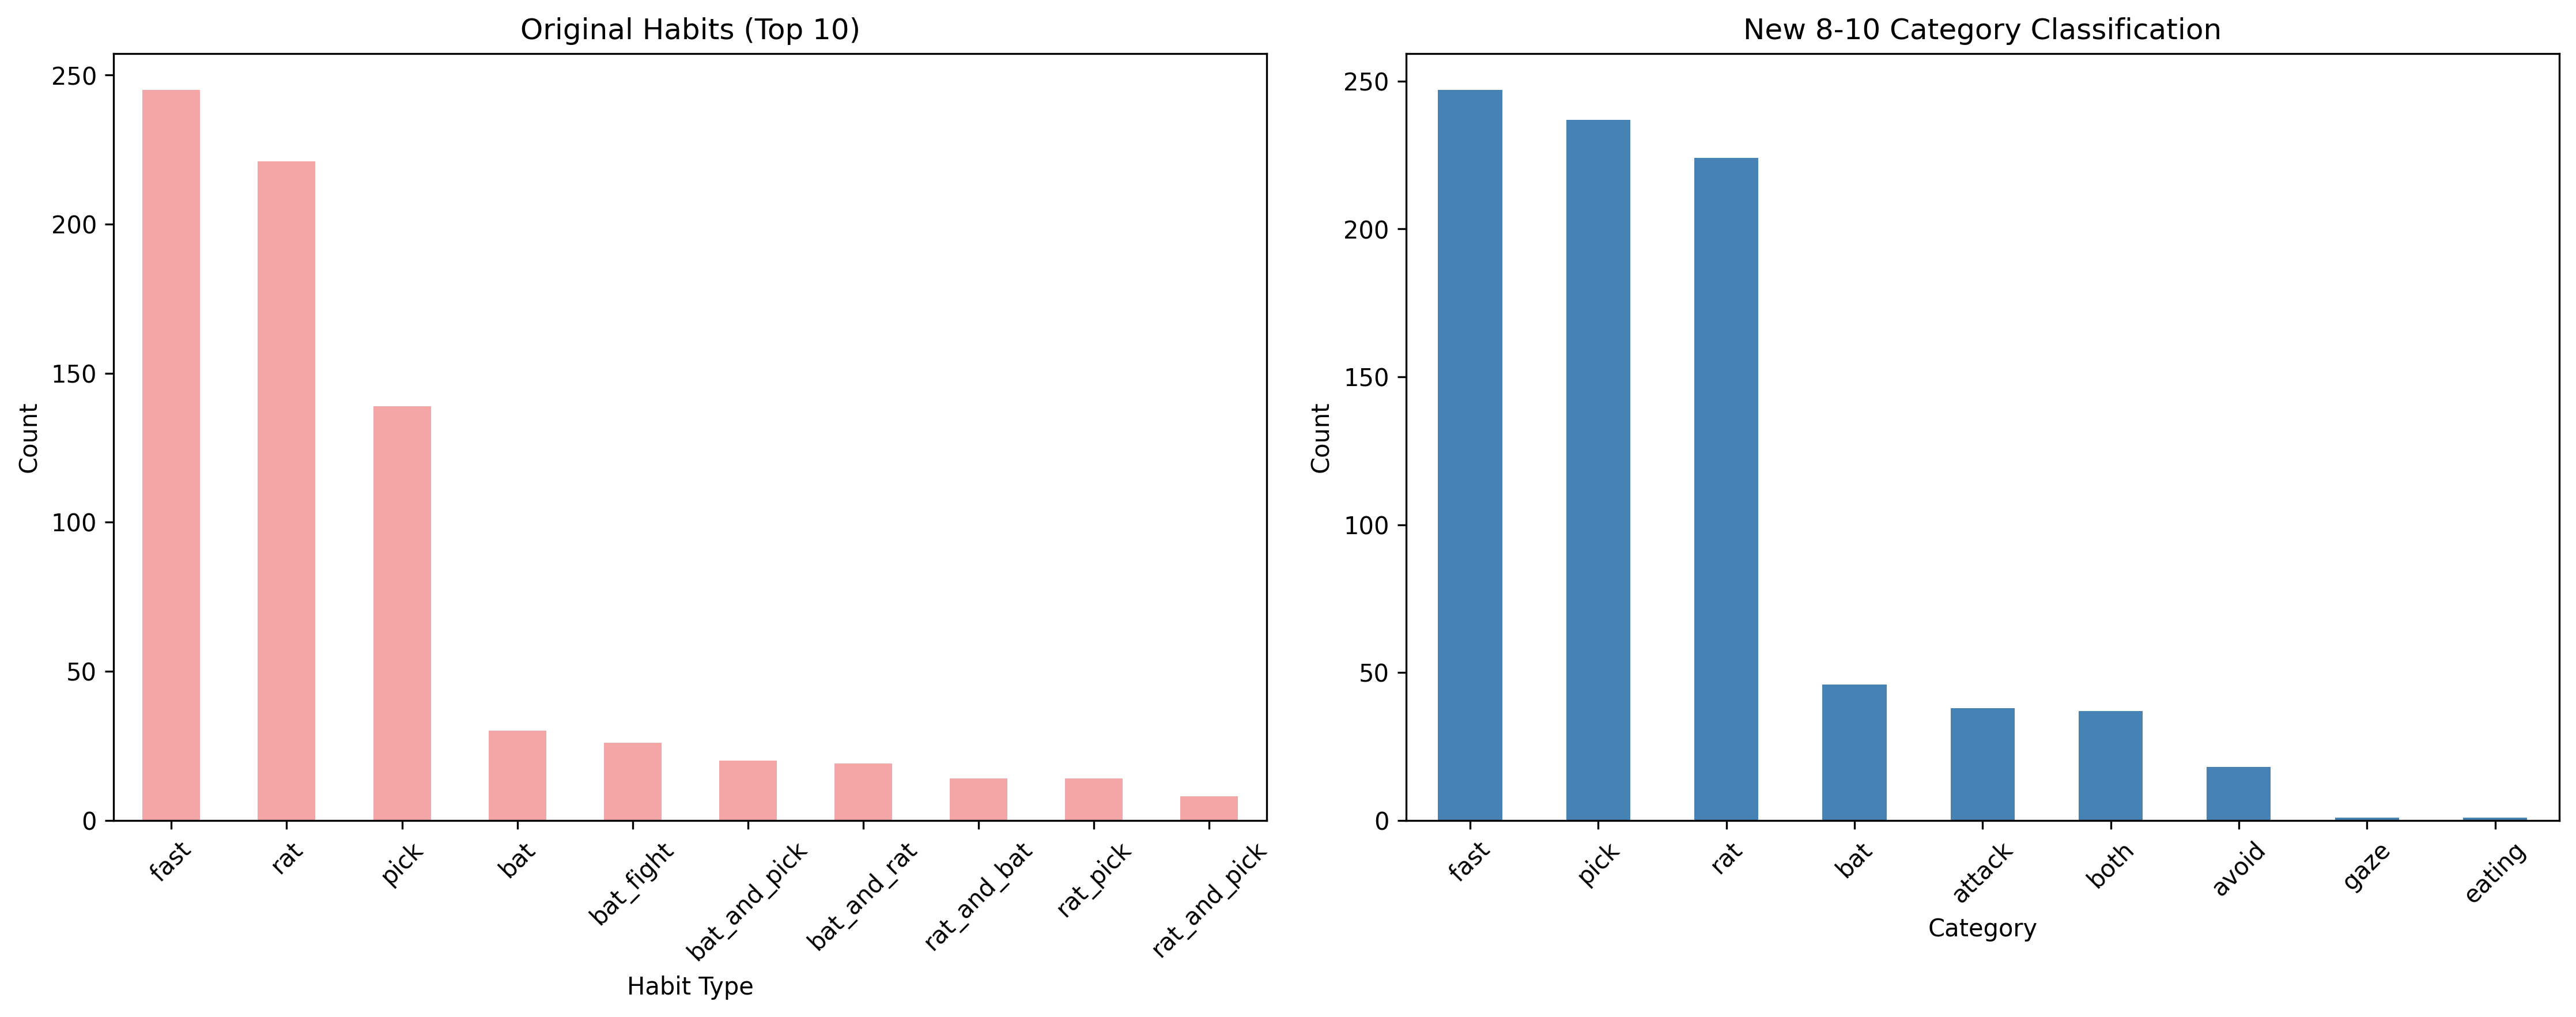 Original Habits (Top 10)
250
200
150
100
50
0
Count
fast
rat
pick
bat
bat_fight
bat_and_pick
bat_and_rat
rat_and_bat
rat_pick
rat_and_pick
Habit Type
New 8-10 Category Classification
250
200
150
100
50
0
Count
fast
pick
rat
bat
attack
both
avoid
gaze
eating
Category